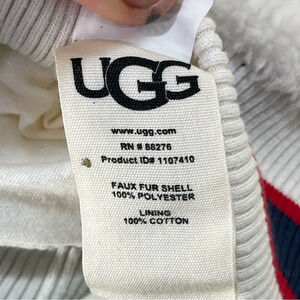 UGG
www.ugg.com
RN # 88276
Product ID# 1107410
FAUX FUR SHELL
100% POLYESTER
LINING
100% COTTON